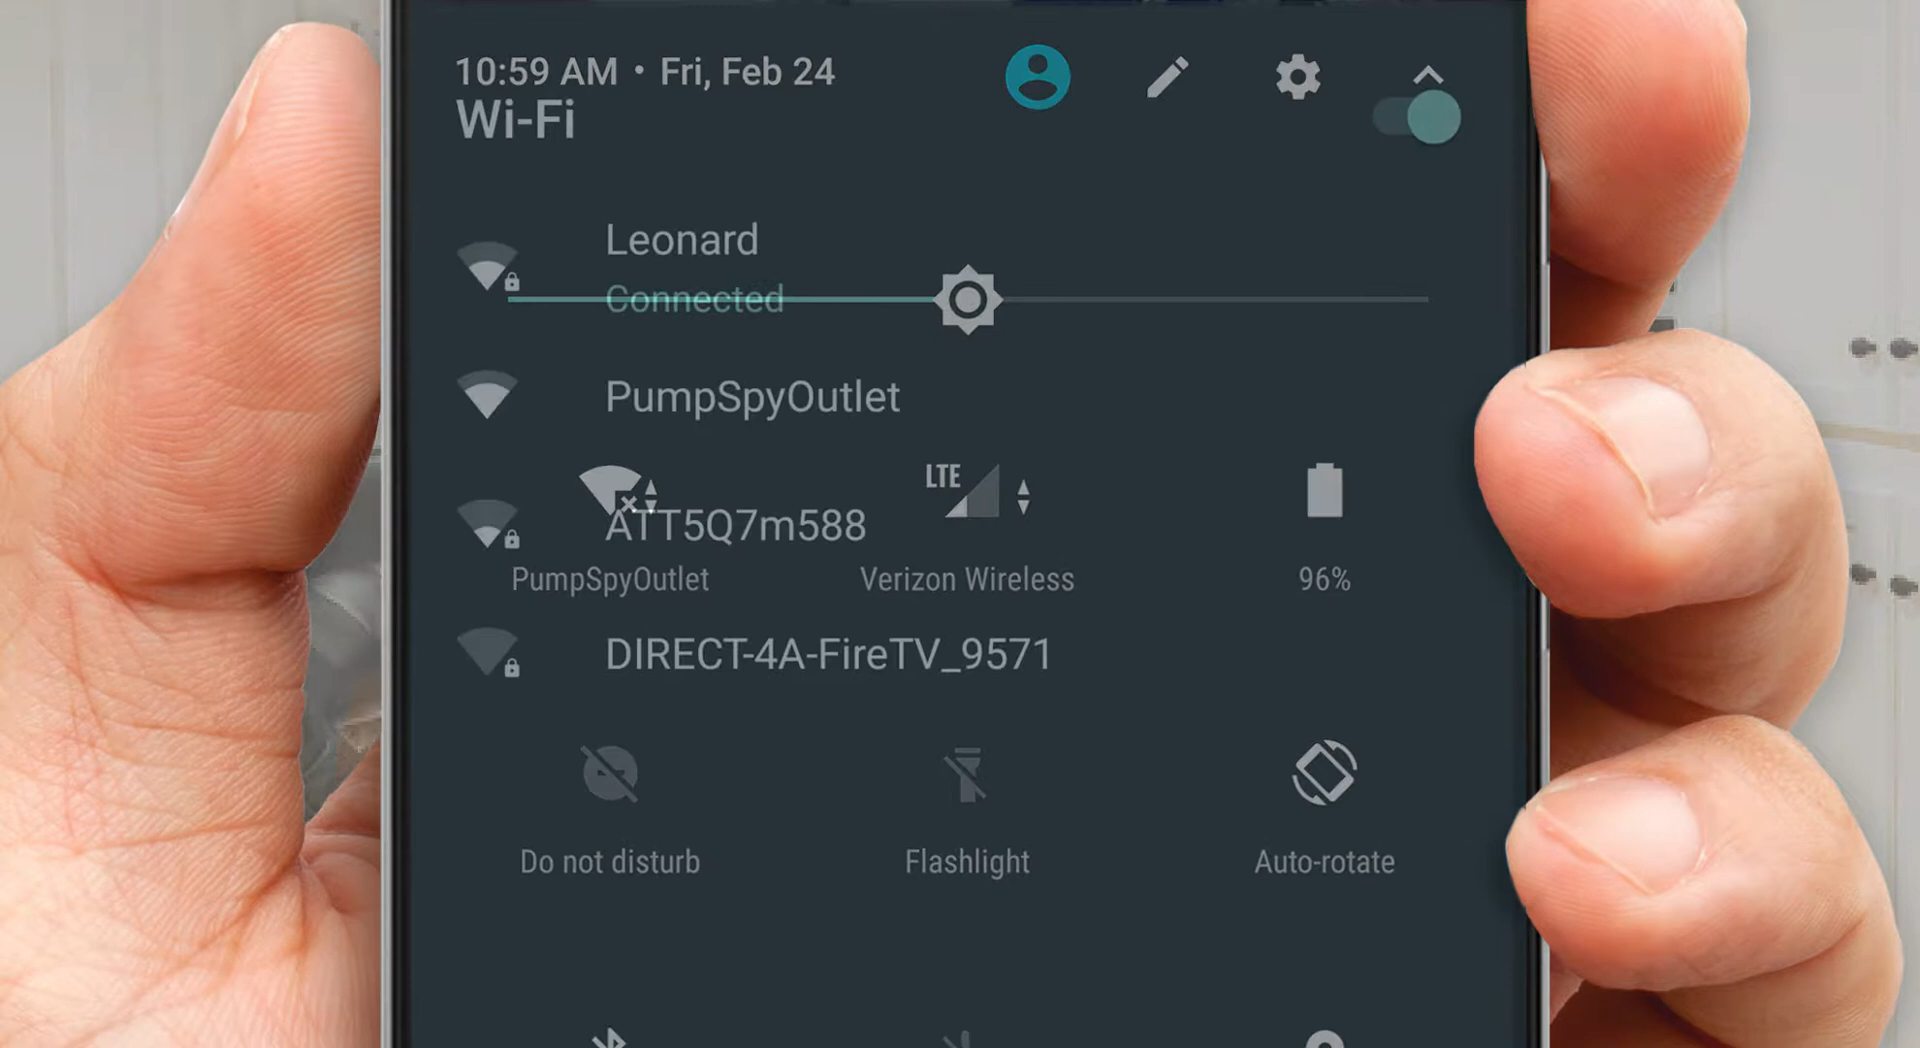 10:59 AM • Fri, Feb 24
Wi-Fi
Leonard
Connected
PumpSpyOutlet
LTE
ATT5Q7m588
PumpSpyOutlet
Verizon Wireless
96%
DIRECT-4A-FireTV_9571
Do not disturb
Flashlight
Auto-rotate